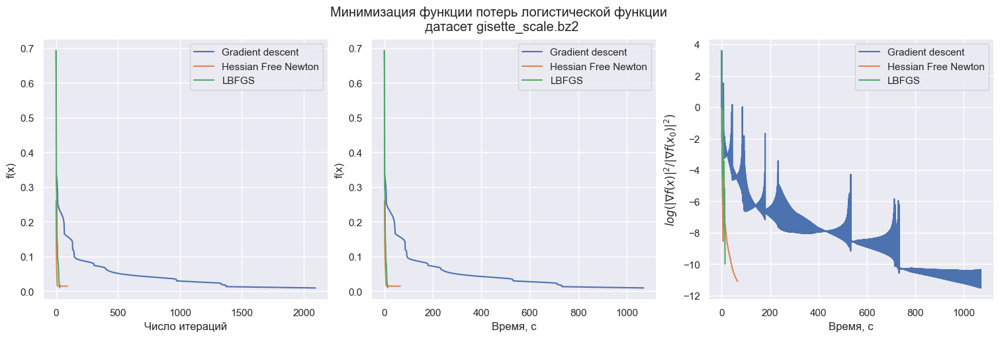 Минимизация функции потерь логистической функции
датасет gisette_scale.bz2
0.7
0.6
0.5
0.4
0.3
0.2
0.1
0.0
f(x)
0
500
1000
1500
2000
Число итераций
Gradient descent
Hessian Free Newton
LBFGS
0.7
0.6
0.5
0.4
0.3
0.2
0.1
0.0
f(x)
0
200
400
600
800
1000
Время, с
Gradient descent
Hessian Free Newton
LBFGS
4
2
0
−2
−4
−6
−8
−10
−12
log(|∇f(x)|²/|∇f(x₀)|²)
0
200
400
600
800
1000
Время, с
Gradient descent
Hessian Free Newton
LBFGS